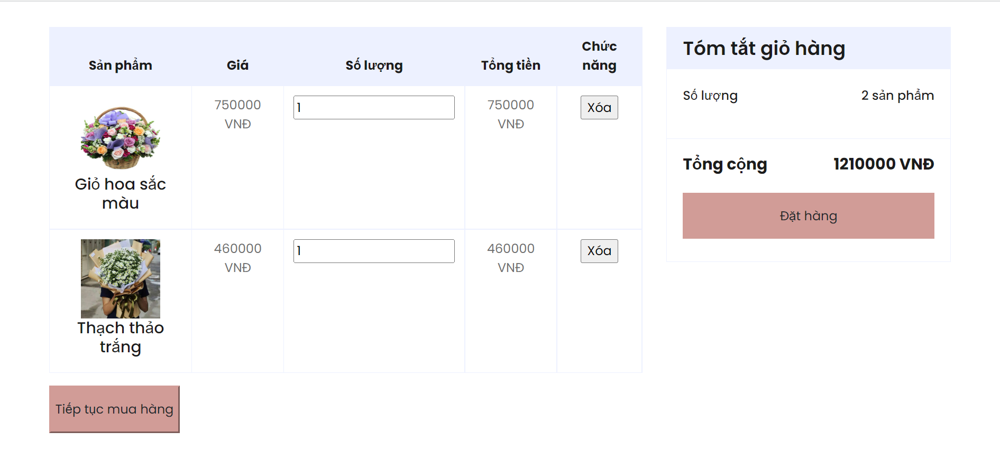 Sản phẩm
Giá
Số lượng
Tổng tiền
Chức
năng
750000
VNĐ
1
750000
VNĐ
Xóa
Giỏ hoa sắc
màu
460000
VNĐ
1
460000
VNĐ
Xóa
Thạch thảo
trắng
Tiếp tục mua hàng
Tóm tắt giỏ hàng
Số lượng
2 sản phẩm
Tổng cộng
1210000 VNĐ
Đặt hàng